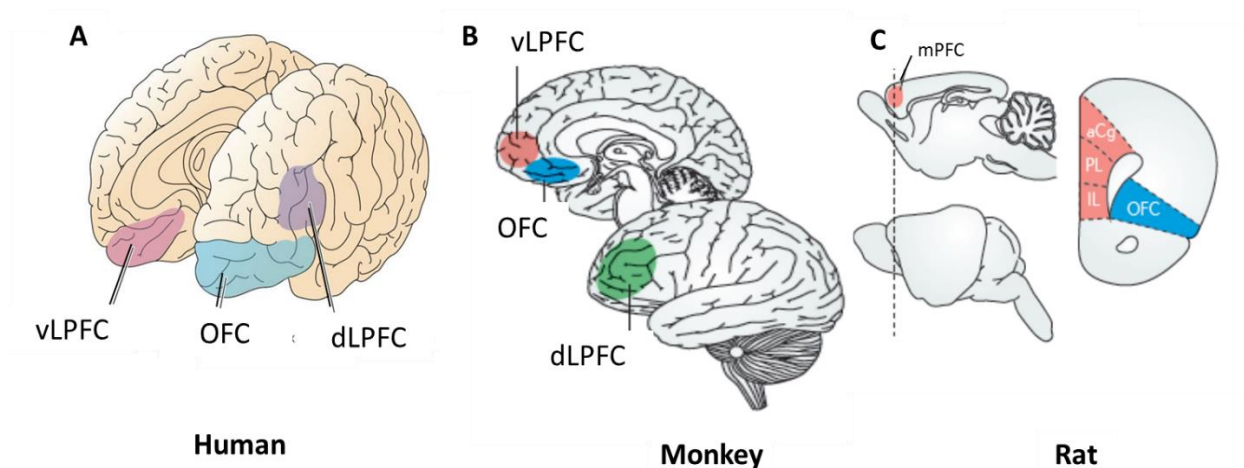 A
vLPFC
OFC
dLPFC
Human
B
vLPFC
OFC
dLPFC
Monkey
C
mPFC
aCg
PL
IL
OFC
Rat